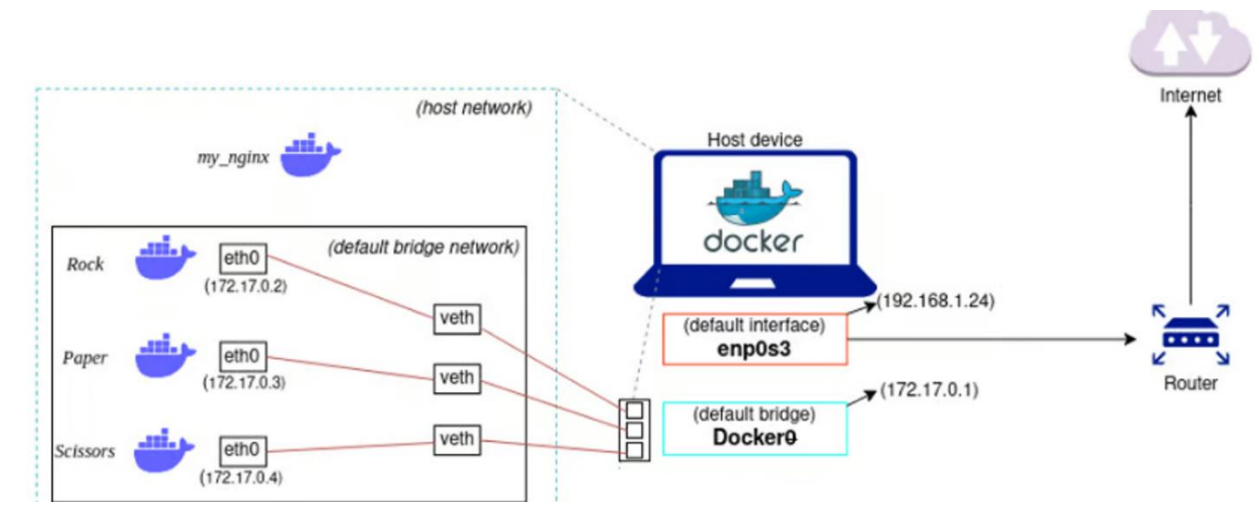 Internet
(host network)
my_nginx
Host device
docker
(default bridge network)
Rock
eth0
(172.17.0.2)
veth
Paper
eth0
(172.17.0.3)
veth
Scissors
eth0
(172.17.0.4)
veth
(192.168.1.24)
(default interface)
enp0s3
Router
(172.17.0.1)
(default bridge)
Docker0